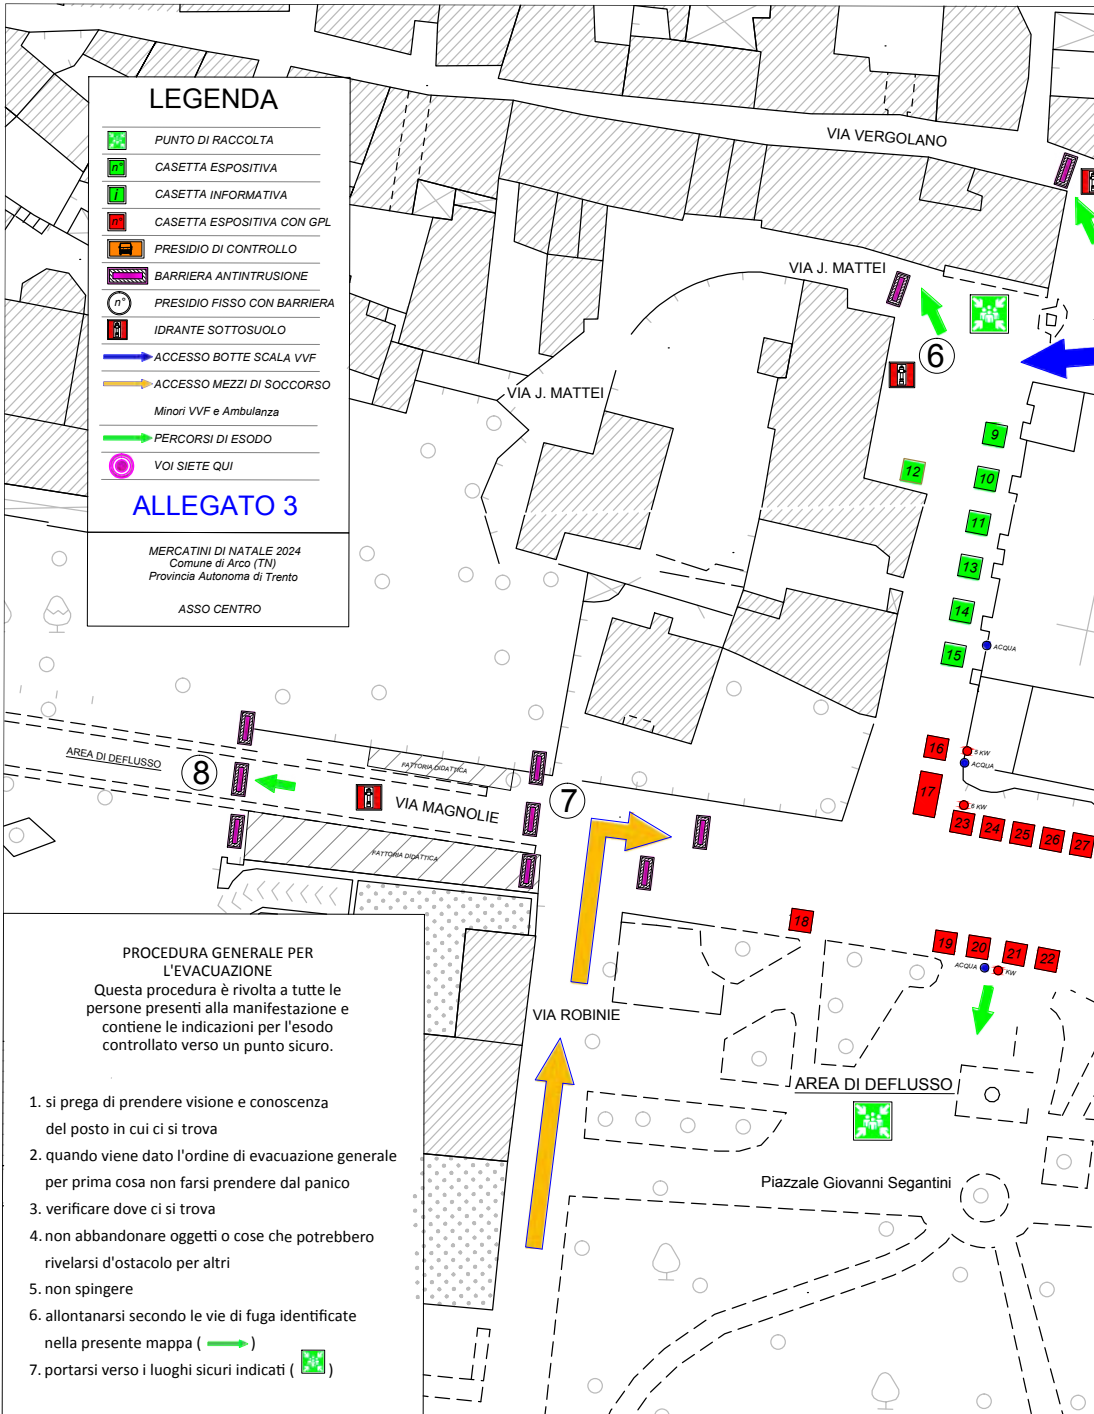 LEGENDA
PUNTO DI RACCOLTA
n° CASETTA ESPOSITIVA
i CASETTA INFORMATIVA
n° CASETTA ESPOSITIVA CON GPL
PRESIDIO DI CONTROLLO
BARRIERA ANTINTRUSIONE
n° PRESIDIO FISSO CON BARRIERA
IDRANTE SOTTOSUOLO
ACCESSO BOTTE SCALA VVF
ACCESSO MEZZI DI SOCCORSO
Minori VVF e Ambulanza
PERCORSI DI ESODO
VOI SIETE QUI
ALLEGATO 3
MERCATINI DI NATALE 2024
Comune di Arco (TN)
Provincia Autonoma di Trento
ASSO CENTRO
VIA VERGOLANO
VIA J. MATTEI
6
VIA J. MATTEI
9
12
10
11
13
14
15
ACQUA
16
5 KW
ACQUA
17
5 KW
23 24 25 26 27
AREA DI DEFLUSSO
8
FATTORIA DIDATTICA
VIA MAGNOLIE
7
FATTORIA DIDATTICA
18
19 20 21 22
ACQUA
KW
VIA ROBINIE
AREA DI DEFLUSSO
Piazzale Giovanni Segantini
PROCEDURA GENERALE PER
L'EVACUAZIONE
Questa procedura è rivolta a tutte le
persone presenti alla manifestazione e
contiene le indicazioni per l'esodo
controllato verso un punto sicuro.
1. si prega di prendere visione e conoscenza
del posto in cui ci si trova
2. quando viene dato l'ordine di evacuazione generale
per prima cosa non farsi prendere dal panico
3. verificare dove ci si trova
4. non abbandonare oggetti o cose che potrebbero
rivelarsi d'ostacolo per altri
5. non spingere
6. allontanarsi secondo le vie di fuga identificate
nella presente mappa ( )
7. portarsi verso i luoghi sicuri indicati ( )